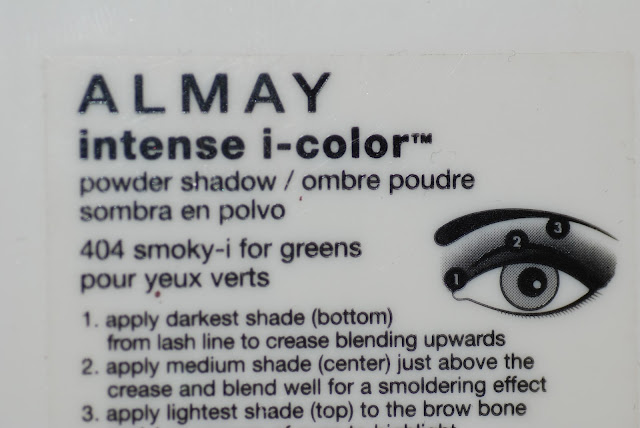 ALMAY
intense i-color™
powder shadow / ombre poudre
sombra en polvo
404 smoky-i for greens
pour yeux verts
1. apply darkest shade (bottom)
from lash line to crease blending upwards
2. apply medium shade (center) just above the
crease and blend well for a smoldering effect
3. apply lightest shade (top) to the brow bone
1
2
3